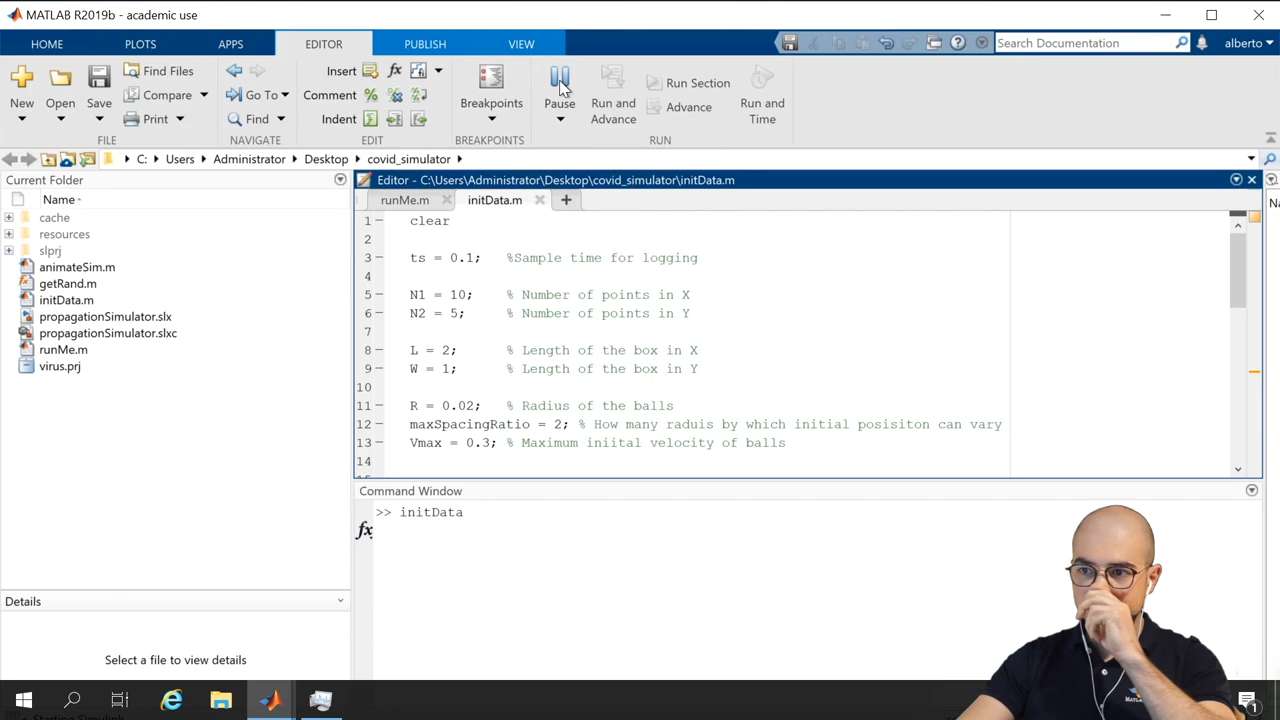 MATLAB R2019b - academic use
HOME PLOTS APPS EDITOR PUBLISH VIEW Search Documentation alberto
New Open Save
Find Files
Compare
Print
FILE
Go To
Find
NAVIGATE
Insert fx
Comment
Indent
EDIT
Breakpoints
BREAKPOINTS
Pause
Run and
Advance
Run Section
Advance
Run and
Time
RUN
C: Users Administrator Desktop covid_simulator
Current Folder
Name
cache
resources
slprj
animateSim.m
getRand.m
initData.m
propagationSimulator.slx
propagationSimulator.slxc
runMe.m
virus.prj
Details
Select a file to view details
Editor - C:\Users\Administrator\Desktop\covid_simulator\initData.m
runMe.m initData.m
1 clear
2
3 ts = 0.1; %Sample time for logging
4
5 N1 = 10; % Number of points in X
6 N2 = 5; % Number of points in Y
7
8 L = 2; % Length of the box in X
9 W = 1; % Length of the box in Y
10
11 R = 0.02; % Radius of the balls
12 maxSpacingRatio = 2; % How many raduis by which initial posisiton can vary
13 Vmax = 0.3; % Maximum iniital velocity of balls
14
Command Window
>> initData
fx
Na
1